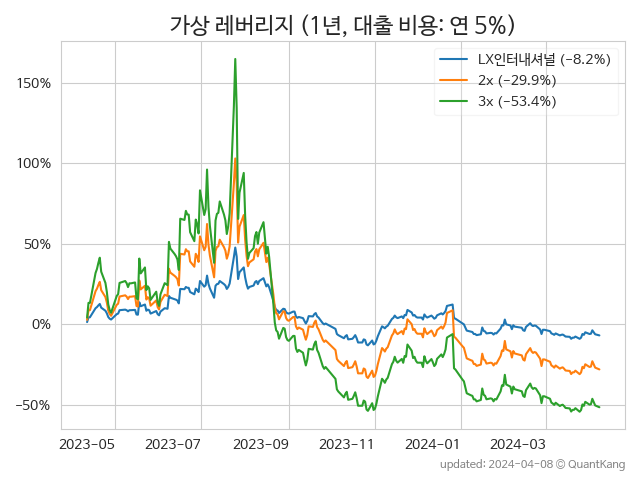 가상 레버리지 (1년, 대출 비용: 연 5%)
LX인터내셔널 (−8.2%)
2x (−29.9%)
3x (−53.4%)
150%
100%
50%
0%
−50%
2023-05 2023-07 2023-09 2023-11 2024-01 2024-03
updated: 2024-04-08 © QuantKang